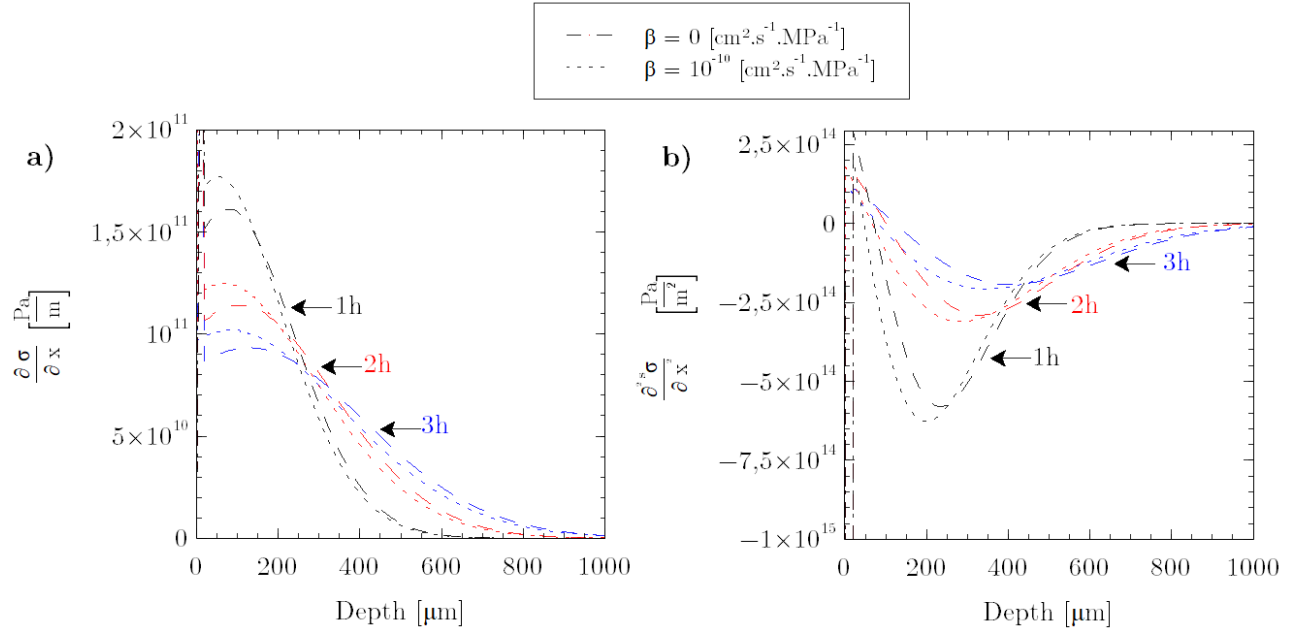 β = 0 [cm².s⁻¹.MPa⁻¹]
β = 10⁻¹⁰ [cm².s⁻¹.MPa⁻¹]
a)
∂ σ
∂ x
[Pa
m]
2×10¹¹
1,5×10¹¹
10¹¹
5×10¹⁰
0
1h
2h
3h
0 200 400 600 800 1000
Depth [μm]
b)
∂²σ
∂ x²
[Pa
m²]
2,5×10¹⁴
0
−2,5×10¹⁴
−5×10¹⁴
−7,5×10¹⁴
−1×10¹⁵
3h
2h
1h
0 200 400 600 800 1000
Depth [μm]